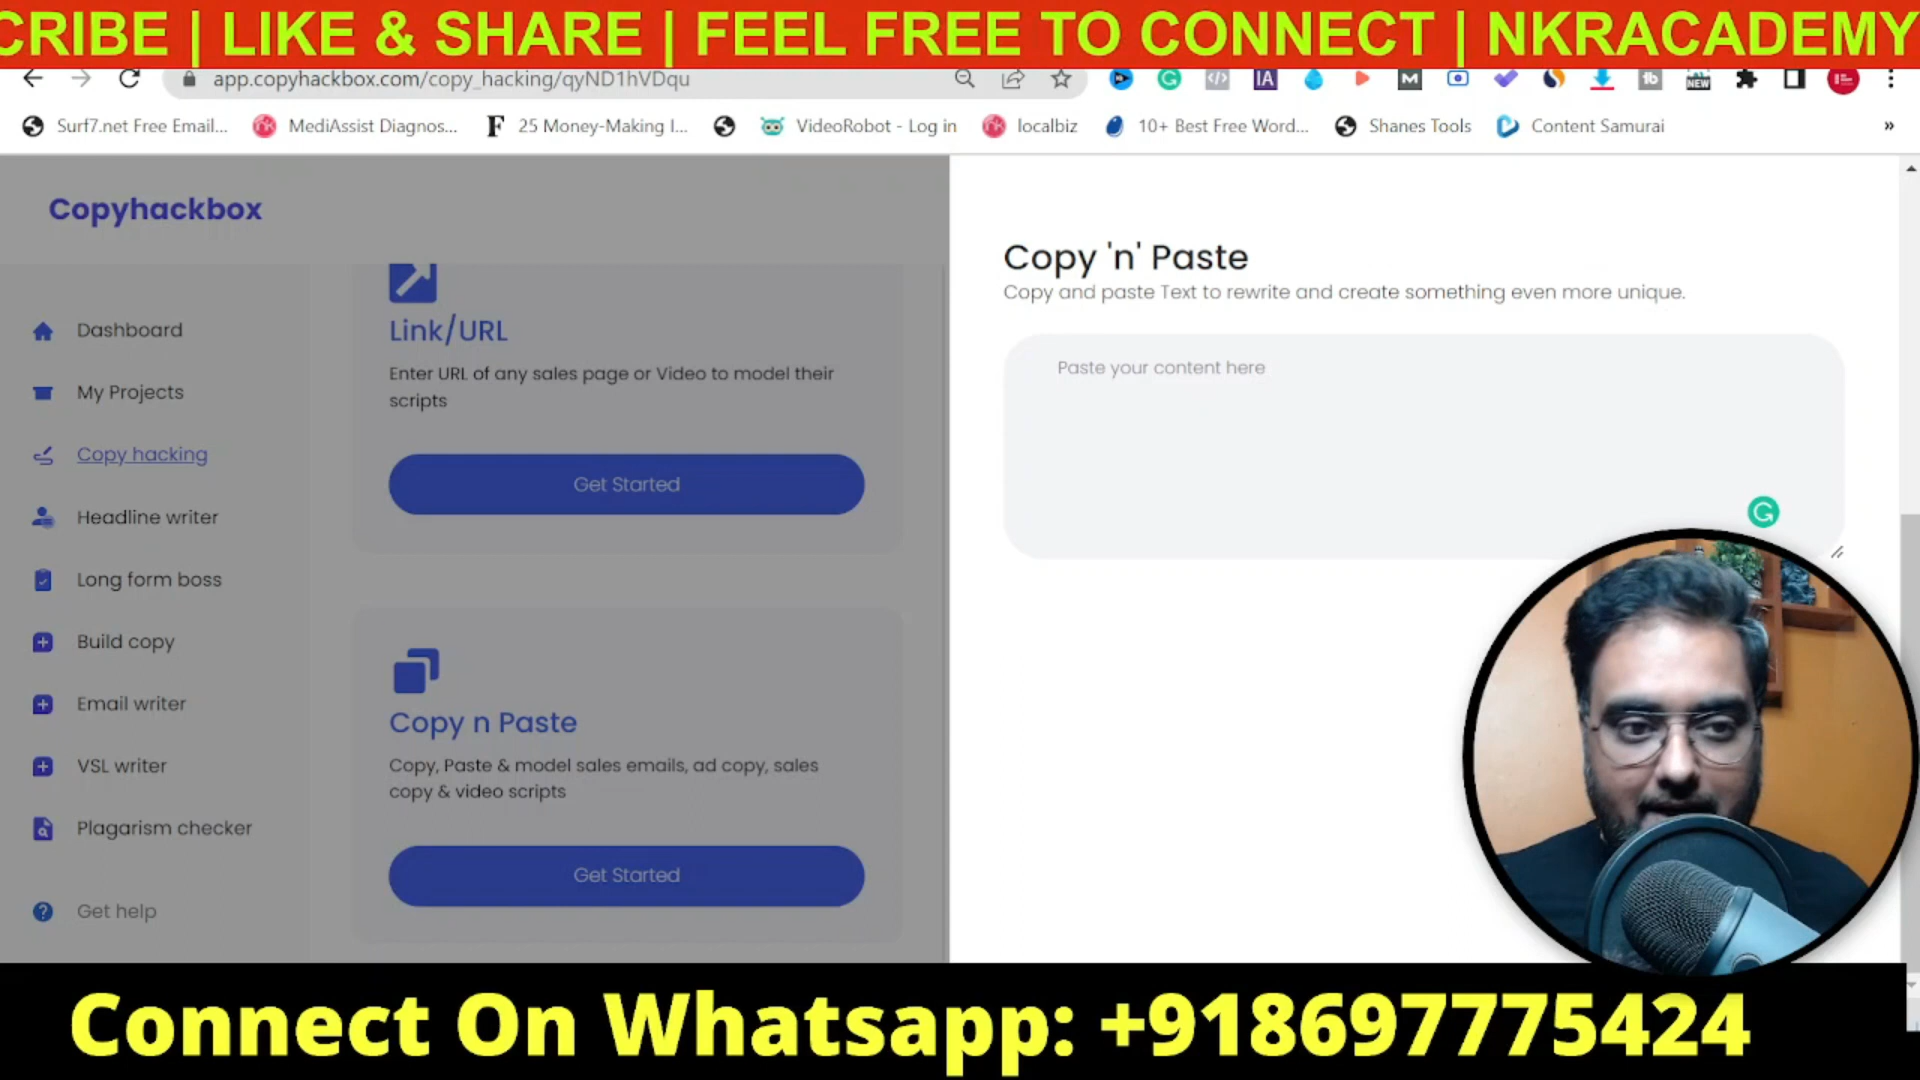 CRIBE | LIKE & SHARE | FEEL FREE TO CONNECT | NKRACADEMY
app.copyhackbox.com/copy_hacking/qyND1hVDqu
IA
M
tb
NEW
Surf7.net Free Email...
MediAssist Diagnos...
25 Money-Making I...
VideoRobot - Log in
localbiz
10+ Best Free Word...
Shanes Tools
Content Samurai
»
Copyhackbox
Dashboard
My Projects
Copy hacking
Headline writer
Long form boss
Build copy
Email writer
VSL writer
Plagarism checker
Get help
Link/URL
Enter URL of any sales page or Video to model their
scripts
Get Started
Copy n Paste
Copy, Paste & model sales emails, ad copy, sales
copy & video scripts
Get Started
Copy 'n' Paste
Copy and paste Text to rewrite and create something even more unique.
Paste your content here
Connect On Whatsapp: +918697775424